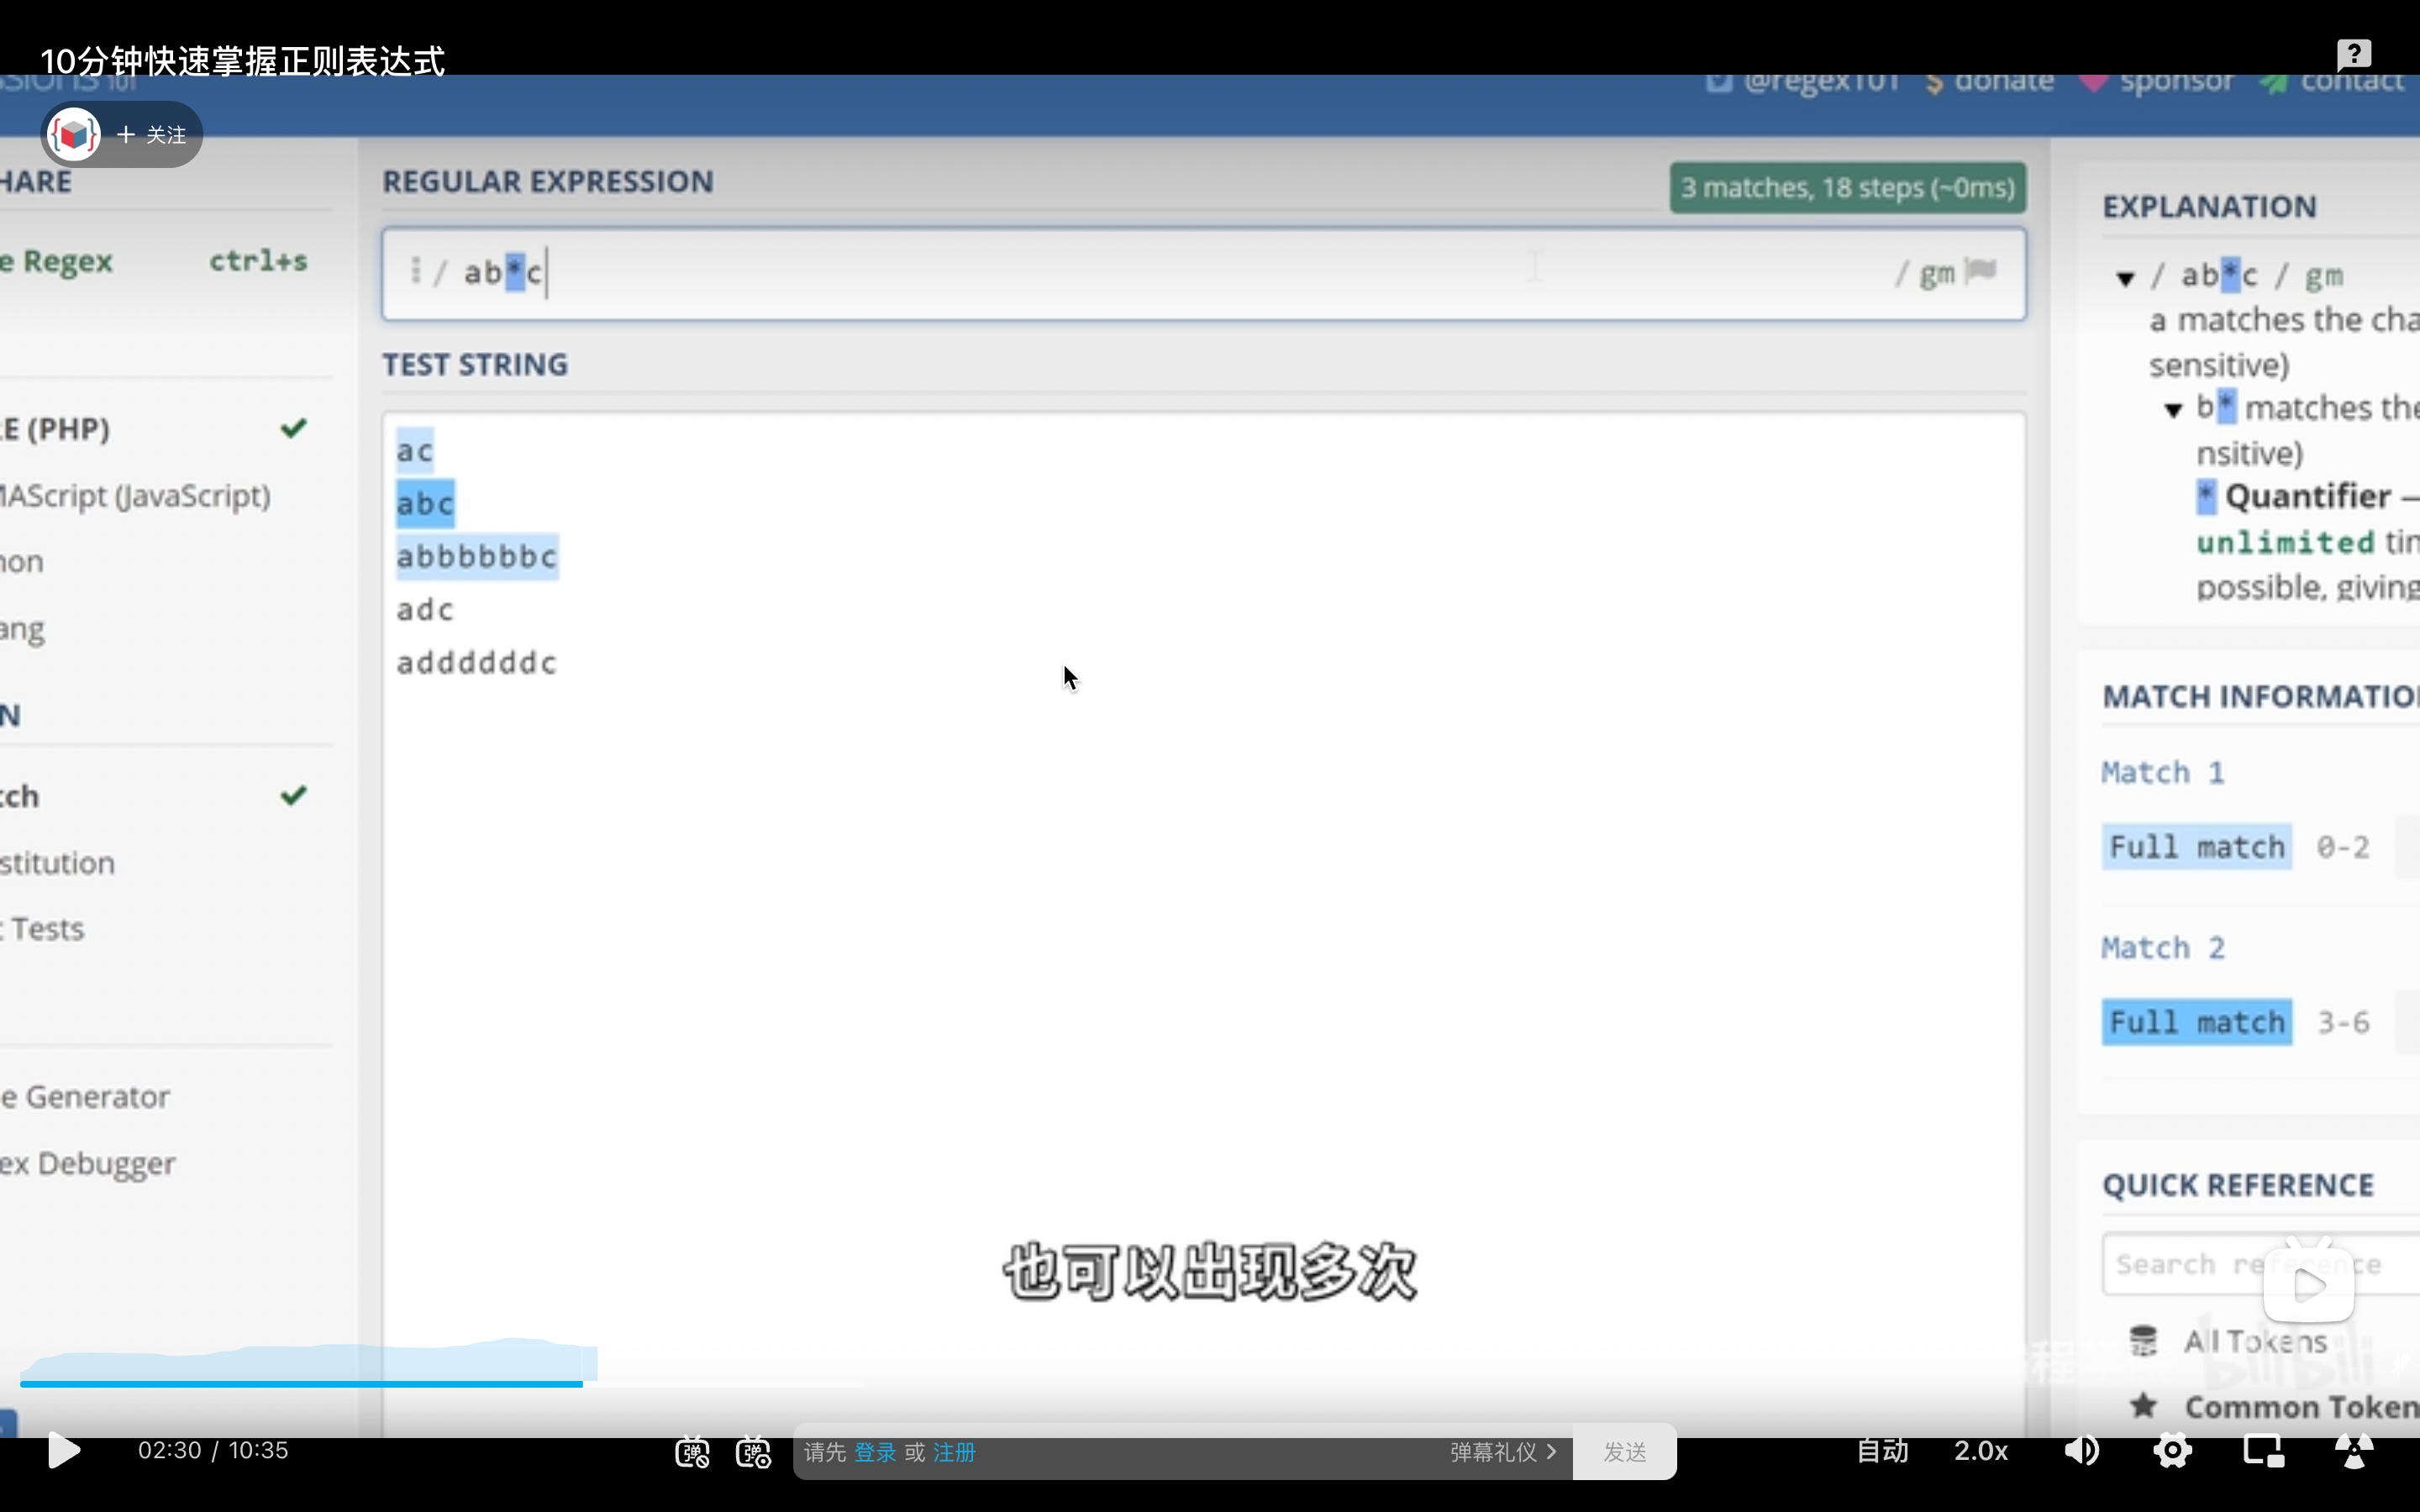 10分钟快速掌握正则表达式
@regex101 donate sponsor contact
+ 关注
HARE
e Regex ctrl+s
E (PHP)
MAScript (JavaScript)
hon
ang
N
tch
stitution
t Tests
e Generator
ex Debugger
REGULAR EXPRESSION
3 matches, 18 steps (~0ms)
/ ab*c / gm
TEST STRING
ac
abc
abbbbbbc
adc
addddddc
EXPLANATION
/ ab*c / gm
a matches the cha
sensitive)
b* matches the
nsitive)
* Quantifier —
unlimited tin
possible, giving
MATCH INFORMATIO
Match 1
Full match 0-2
Match 2
Full match 3-6
QUICK REFERENCE
Search reference
All Tokens
Common Token
也可以出现多次
bilibili
02:30 / 10:35
弹 弹
请先 登录 或 注册
弹幕礼仪 >
发送
自动
2.0x